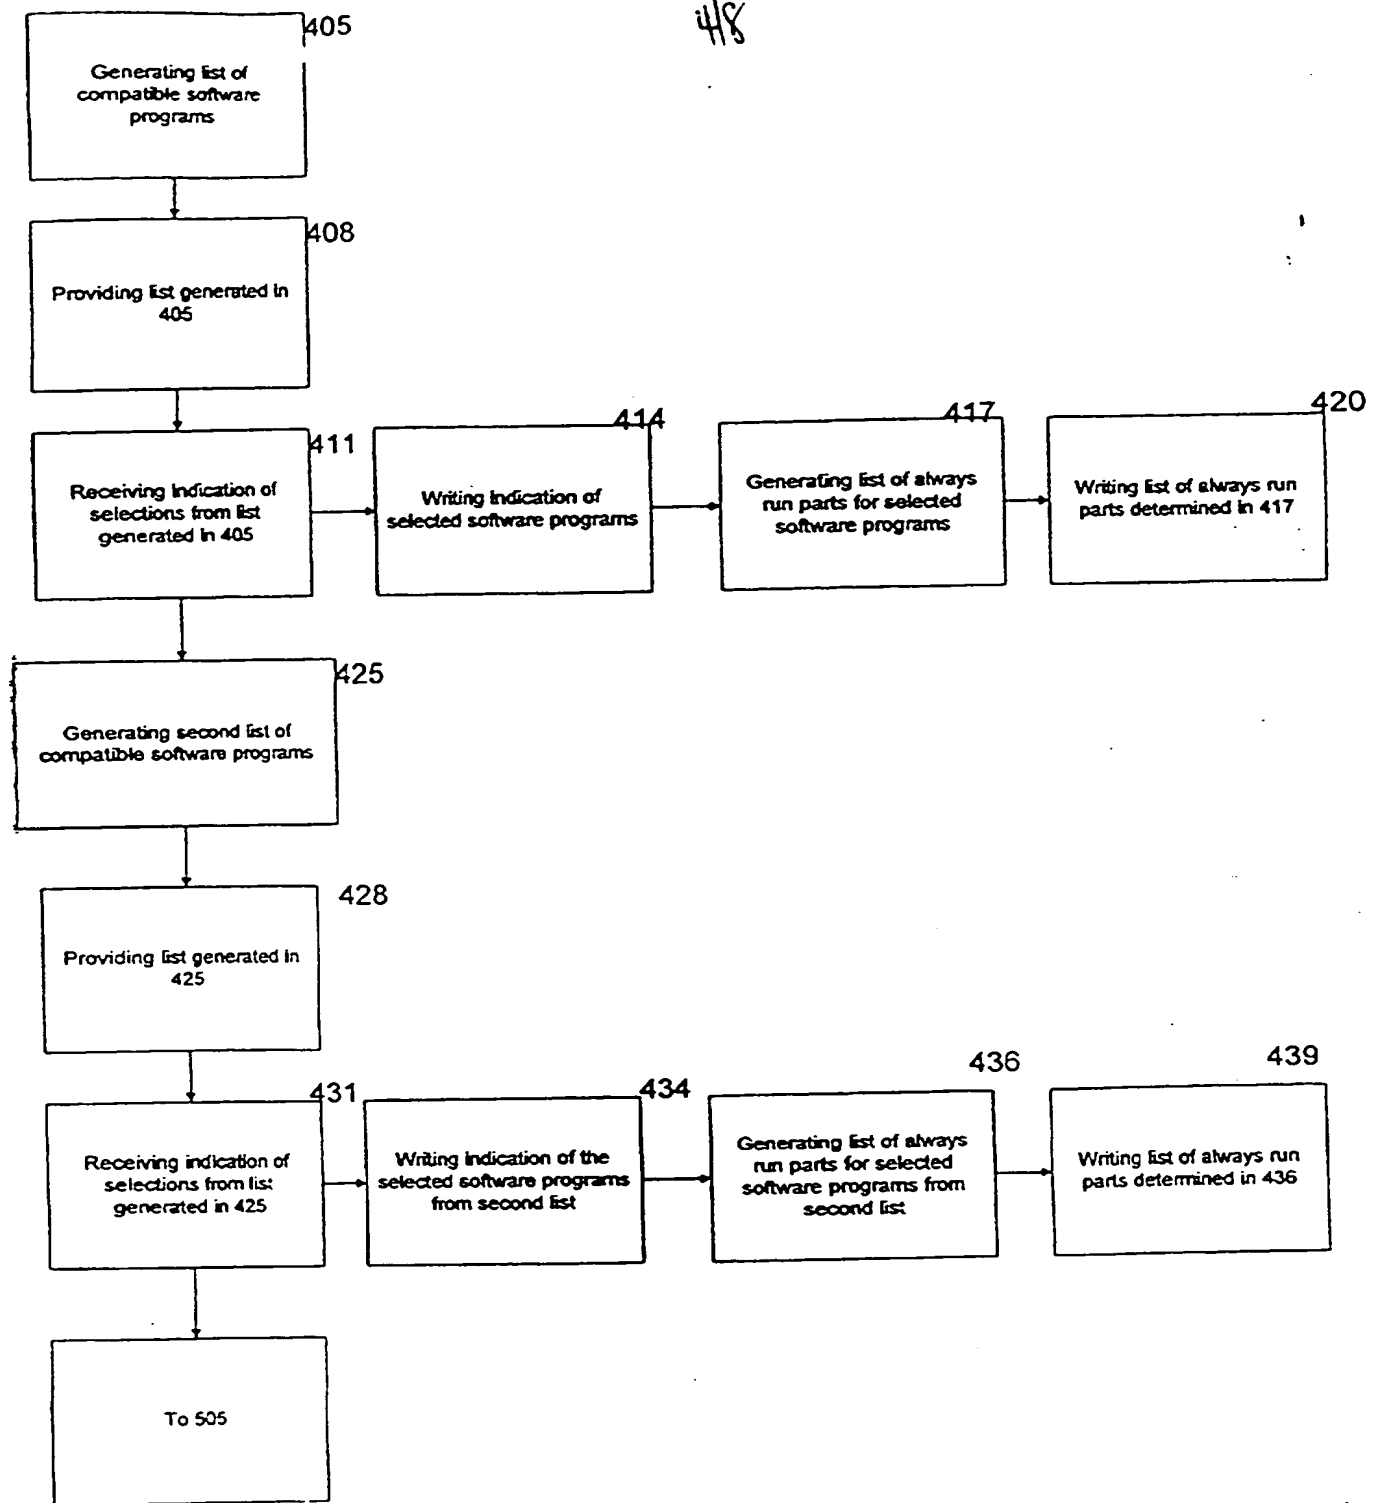 4/8
405
Generating list of
compatible software
programs
408
Providing list generated in
405
411
Receiving indication of
selections from list
generated in 405
414
Writing indication of
selected software programs
417
Generating list of always
run parts for selected
software programs
420
Writing list of always run
parts determined in 417
425
Generating second list of
compatible software programs
428
Providing list generated in
425
431
Receiving indication of
selections from list
generated in 425
434
Writing indication of the
selected software programs
from second list
436
Generating list of always
run parts for selected
software programs from
second list
439
Writing list of always run
parts determined in 436
To 505